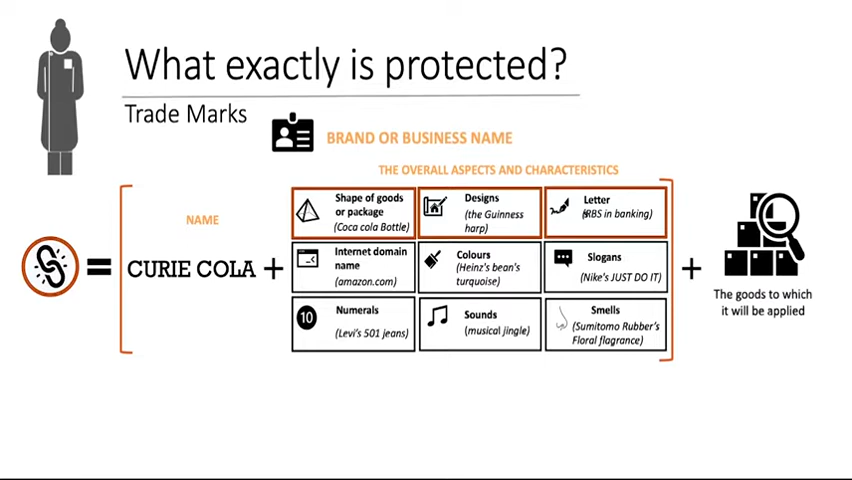 What exactly is protected?
Trade Marks
BRAND OR BUSINESS NAME
THE OVERALL ASPECTS AND CHARACTERISTICS
NAME
CURIE COLA
Shape of goods
or package
(Coca cola Bottle)
Designs
(the Guinness
harp)
Letter
(RBS in banking)
Internet domain
name
(amazon.com)
Colours
(Heinz's bean's
turquoise)
Slogans
(Nike's JUST DO IT)
10
Numerals
(Levi's 501 jeans)
Sounds
(musical jingle)
Smells
(Sumitomo Rubber's
Floral flagrance)
The goods to which
it will be applied